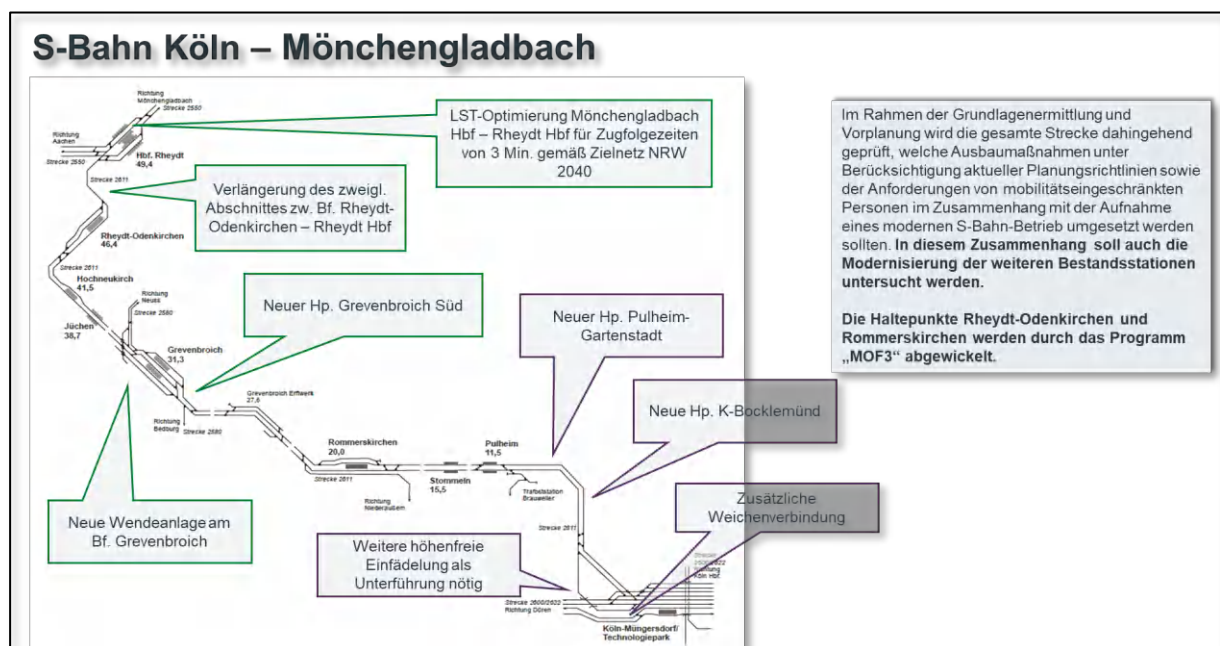 S-Bahn Köln – Mönchengladbach
Richtung
Mönchengladbach
Strecke 2550
Richtung
Aachen
Strecke 2550
Hbf. Rheydt
49,4
Strecke 2611
LST-Optimierung Mönchengladbach
Hbf – Rheydt Hbf für Zugfolgezeiten
von 3 Min. gemäß Zielnetz NRW
2040
Verlängerung des zweigl.
Abschnittes zw. Bf. Rheydt-
Odenkirchen – Rheydt Hbf
Rheydt-Odenkirchen
46,4
Strecke 2611
Hochneukirch
41,5
Richtung
Neuss
Strecke 2580
Jüchen
38,7
Grevenbroich
31,3
Neuer Hp. Grevenbroich Süd
Neuer Hp. Pulheim-
Gartenstadt
Neue Hp. K-Bocklemünd
Grevenbroich Erftwerk
27,6
Richtung
Bedburg
Strecke 2580
Rommerskirchen
20,0
Strecke 2611
Richtung
Niederaußem
Stommeln
15,5
Pulheim
11,5
Trafostation
Brauweiler
Strecke 2611
Neue Wendeanlage am
Bf. Grevenbroich
Weitere höhenfreie
Einfädelung als
Unterführung nötig
Zusätzliche
Weichenverbindung
Strecke
2600/2622
Richtung
Köln Hbf.
Strecke 2600/2622
Richtung Düren
Köln-Müngersdorf/
Technologiepark
Im Rahmen der Grundlagenermittlung und
Vorplanung wird die gesamte Strecke dahingehend
geprüft, welche Ausbaumaßnahmen unter
Berücksichtigung aktueller Planungsrichtlinien sowie
der Anforderungen von mobilitätseingeschränkten
Personen im Zusammenhang mit der Aufnahme
eines modernen S-Bahn-Betrieb umgesetzt werden
sollten. In diesem Zusammenhang soll auch die
Modernisierung der weiteren Bestandsstationen
untersucht werden.
Die Haltepunkte Rheydt-Odenkirchen und
Rommerskirchen werden durch das Programm
„MOF3“ abgewickelt.